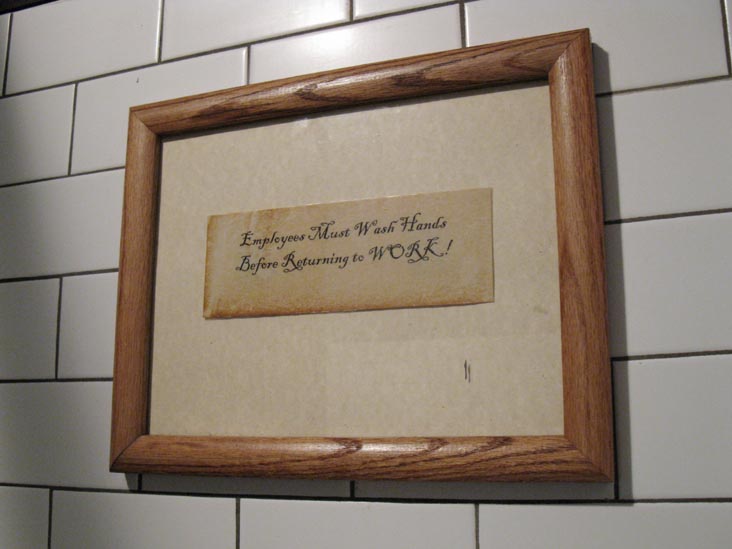 Employees Must Wash Hands
Before Returning to WORK!